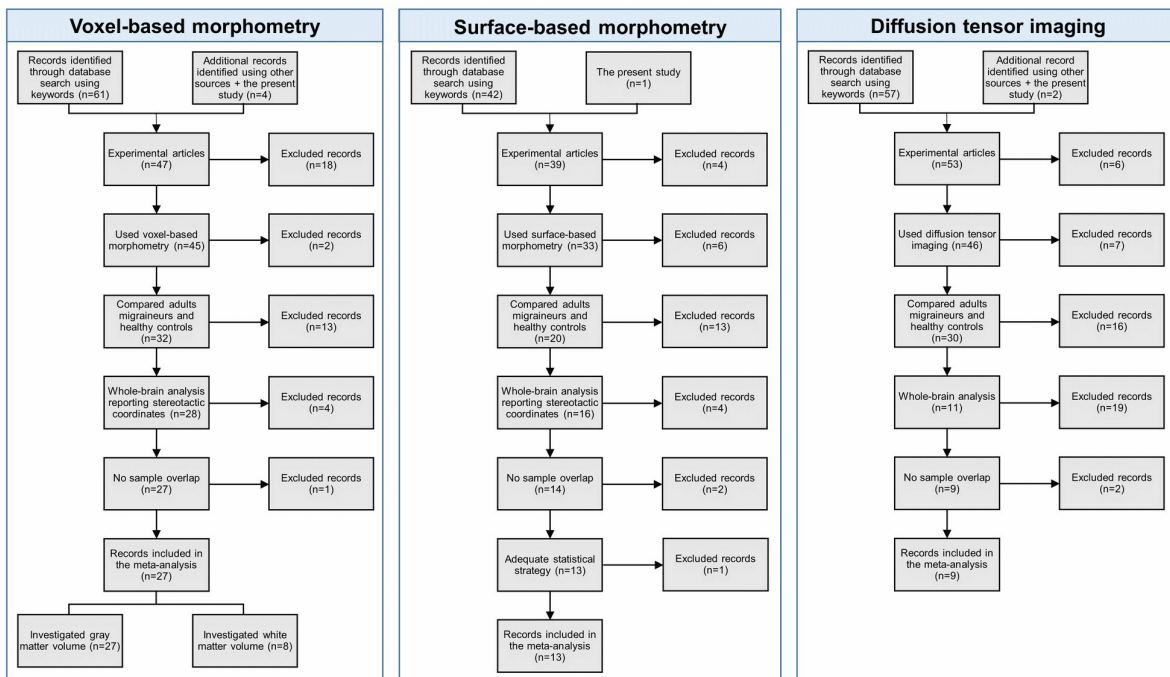 Voxel-based morphometry
Records identified
through database
search using
keywords (n=61)
Additional records
identified using other
sources + the present
study (n=4)
Experimental articles
(n=47)
Excluded records
(n=18)
Used voxel-based
morphometry (n=45)
Excluded records
(n=2)
Compared adults
migraineurs and
healthy controls
(n=32)
Excluded records
(n=13)
Whole-brain analysis
reporting stereotactic
coordinates (n=28)
Excluded records
(n=4)
No sample overlap
(n=27)
Excluded records
(n=1)
Records included in
the meta-analysis
(n=27)
Investigated gray
matter volume (n=27)
Investigated white
matter volume (n=8)
Surface-based morphometry
Records identified
through database
search using
keywords (n=42)
The present study
(n=1)
Experimental articles
(n=39)
Excluded records
(n=4)
Used surface-based
morphometry (n=33)
Excluded records
(n=6)
Compared adults
migraineurs and
healthy controls
(n=20)
Excluded records
(n=13)
Whole-brain analysis
reporting stereotactic
coordinates (n=16)
Excluded records
(n=4)
No sample overlap
(n=14)
Excluded records
(n=2)
Adequate statistical
strategy (n=13)
Excluded records
(n=1)
Records included in
the meta-analysis
(n=13)
Diffusion tensor imaging
Records identified
through database
search using
keywords (n=57)
Additional record
identified using other
sources + the present
study (n=2)
Experimental articles
(n=53)
Excluded records
(n=6)
Used diffusion tensor
imaging (n=46)
Excluded records
(n=7)
Compared adults
migraineurs and
healthy controls
(n=30)
Excluded records
(n=16)
Whole-brain analysis
(n=11)
Excluded records
(n=19)
No sample overlap
(n=9)
Excluded records
(n=2)
Records included in
the meta-analysis
(n=9)